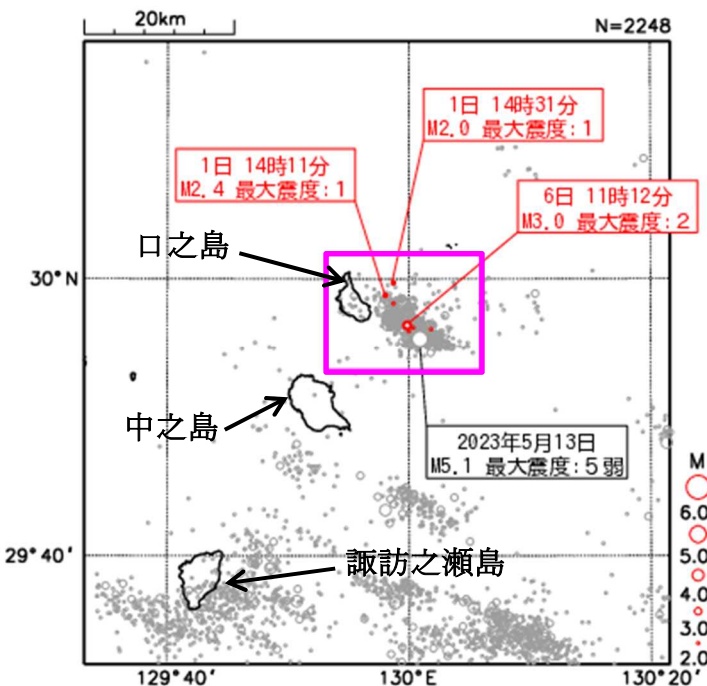 20km
N=2248
1日 14時31分
M2.0 最大震度:1
1日 14時11分
M2.4 最大震度:1
6日 11時12分
M3.0 最大震度:2
口之島
30°N
中之島
2023年5月13日
M5.1 最大震度:5弱
M
6.0
5.0
4.0
3.0
2.0
29°40'
諏訪之瀬島
129°40'
130°E
130°20'